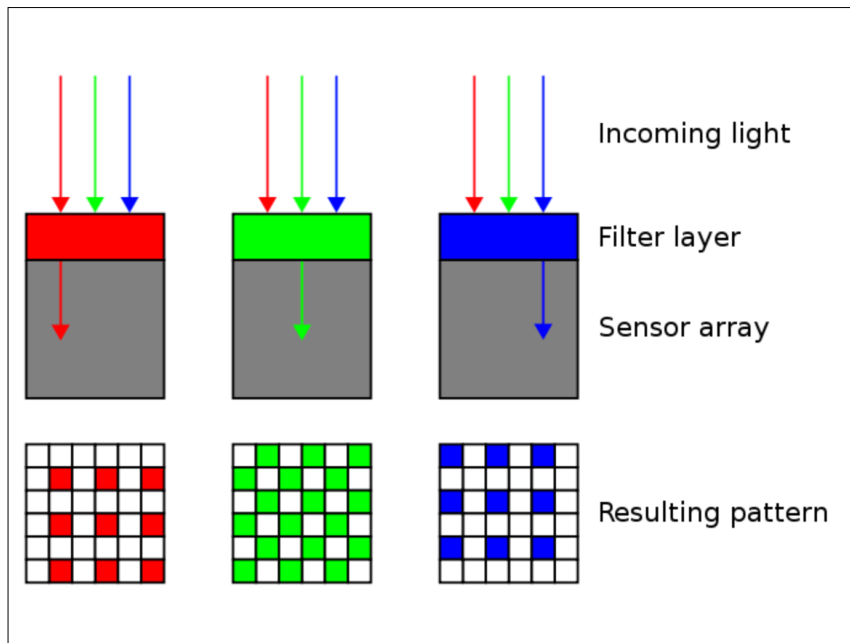 Incoming light
Filter layer
Sensor array
Resulting pattern